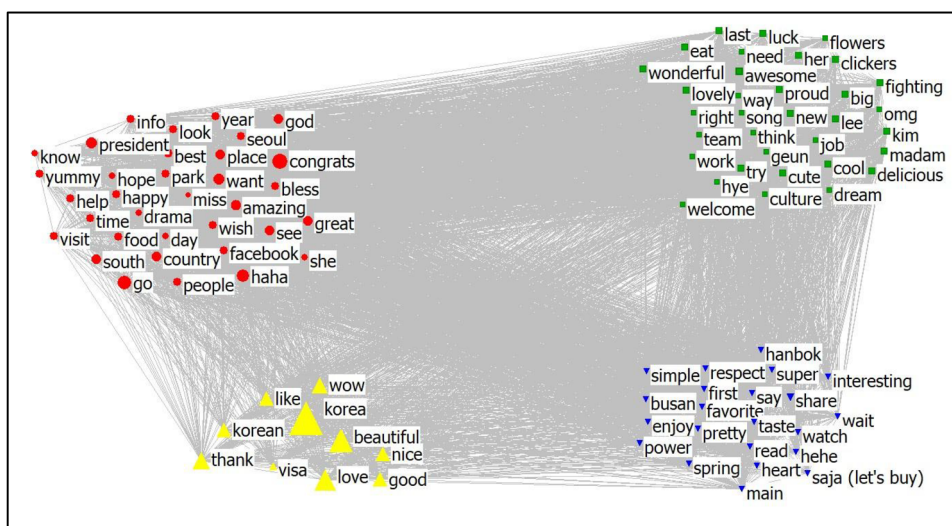 info
year
god
look
seoul
president
know
best
place
congrats
yummy
hope
park
want
bless
help
happy
miss
amazing
time
drama
wish
see
great
visit
food
day
south
country
facebook
she
go
people
haha
last
luck
flowers
eat
need
her
clickers
wonderful
awesome
fighting
lovely
way
proud
big
omg
right
song
new
lee
kim
team
think
job
madam
work
geun
cool
delicious
try
cute
hye
culture
dream
welcome
wow
like
korea
korean
beautiful
nice
thank
visa
love
good
hanbok
simple
respect
super
interesting
first
say
share
busan
favorite
wait
enjoy
pretty
taste
watch
power
read
hehe
spring
heart
saja (let's buy)
main